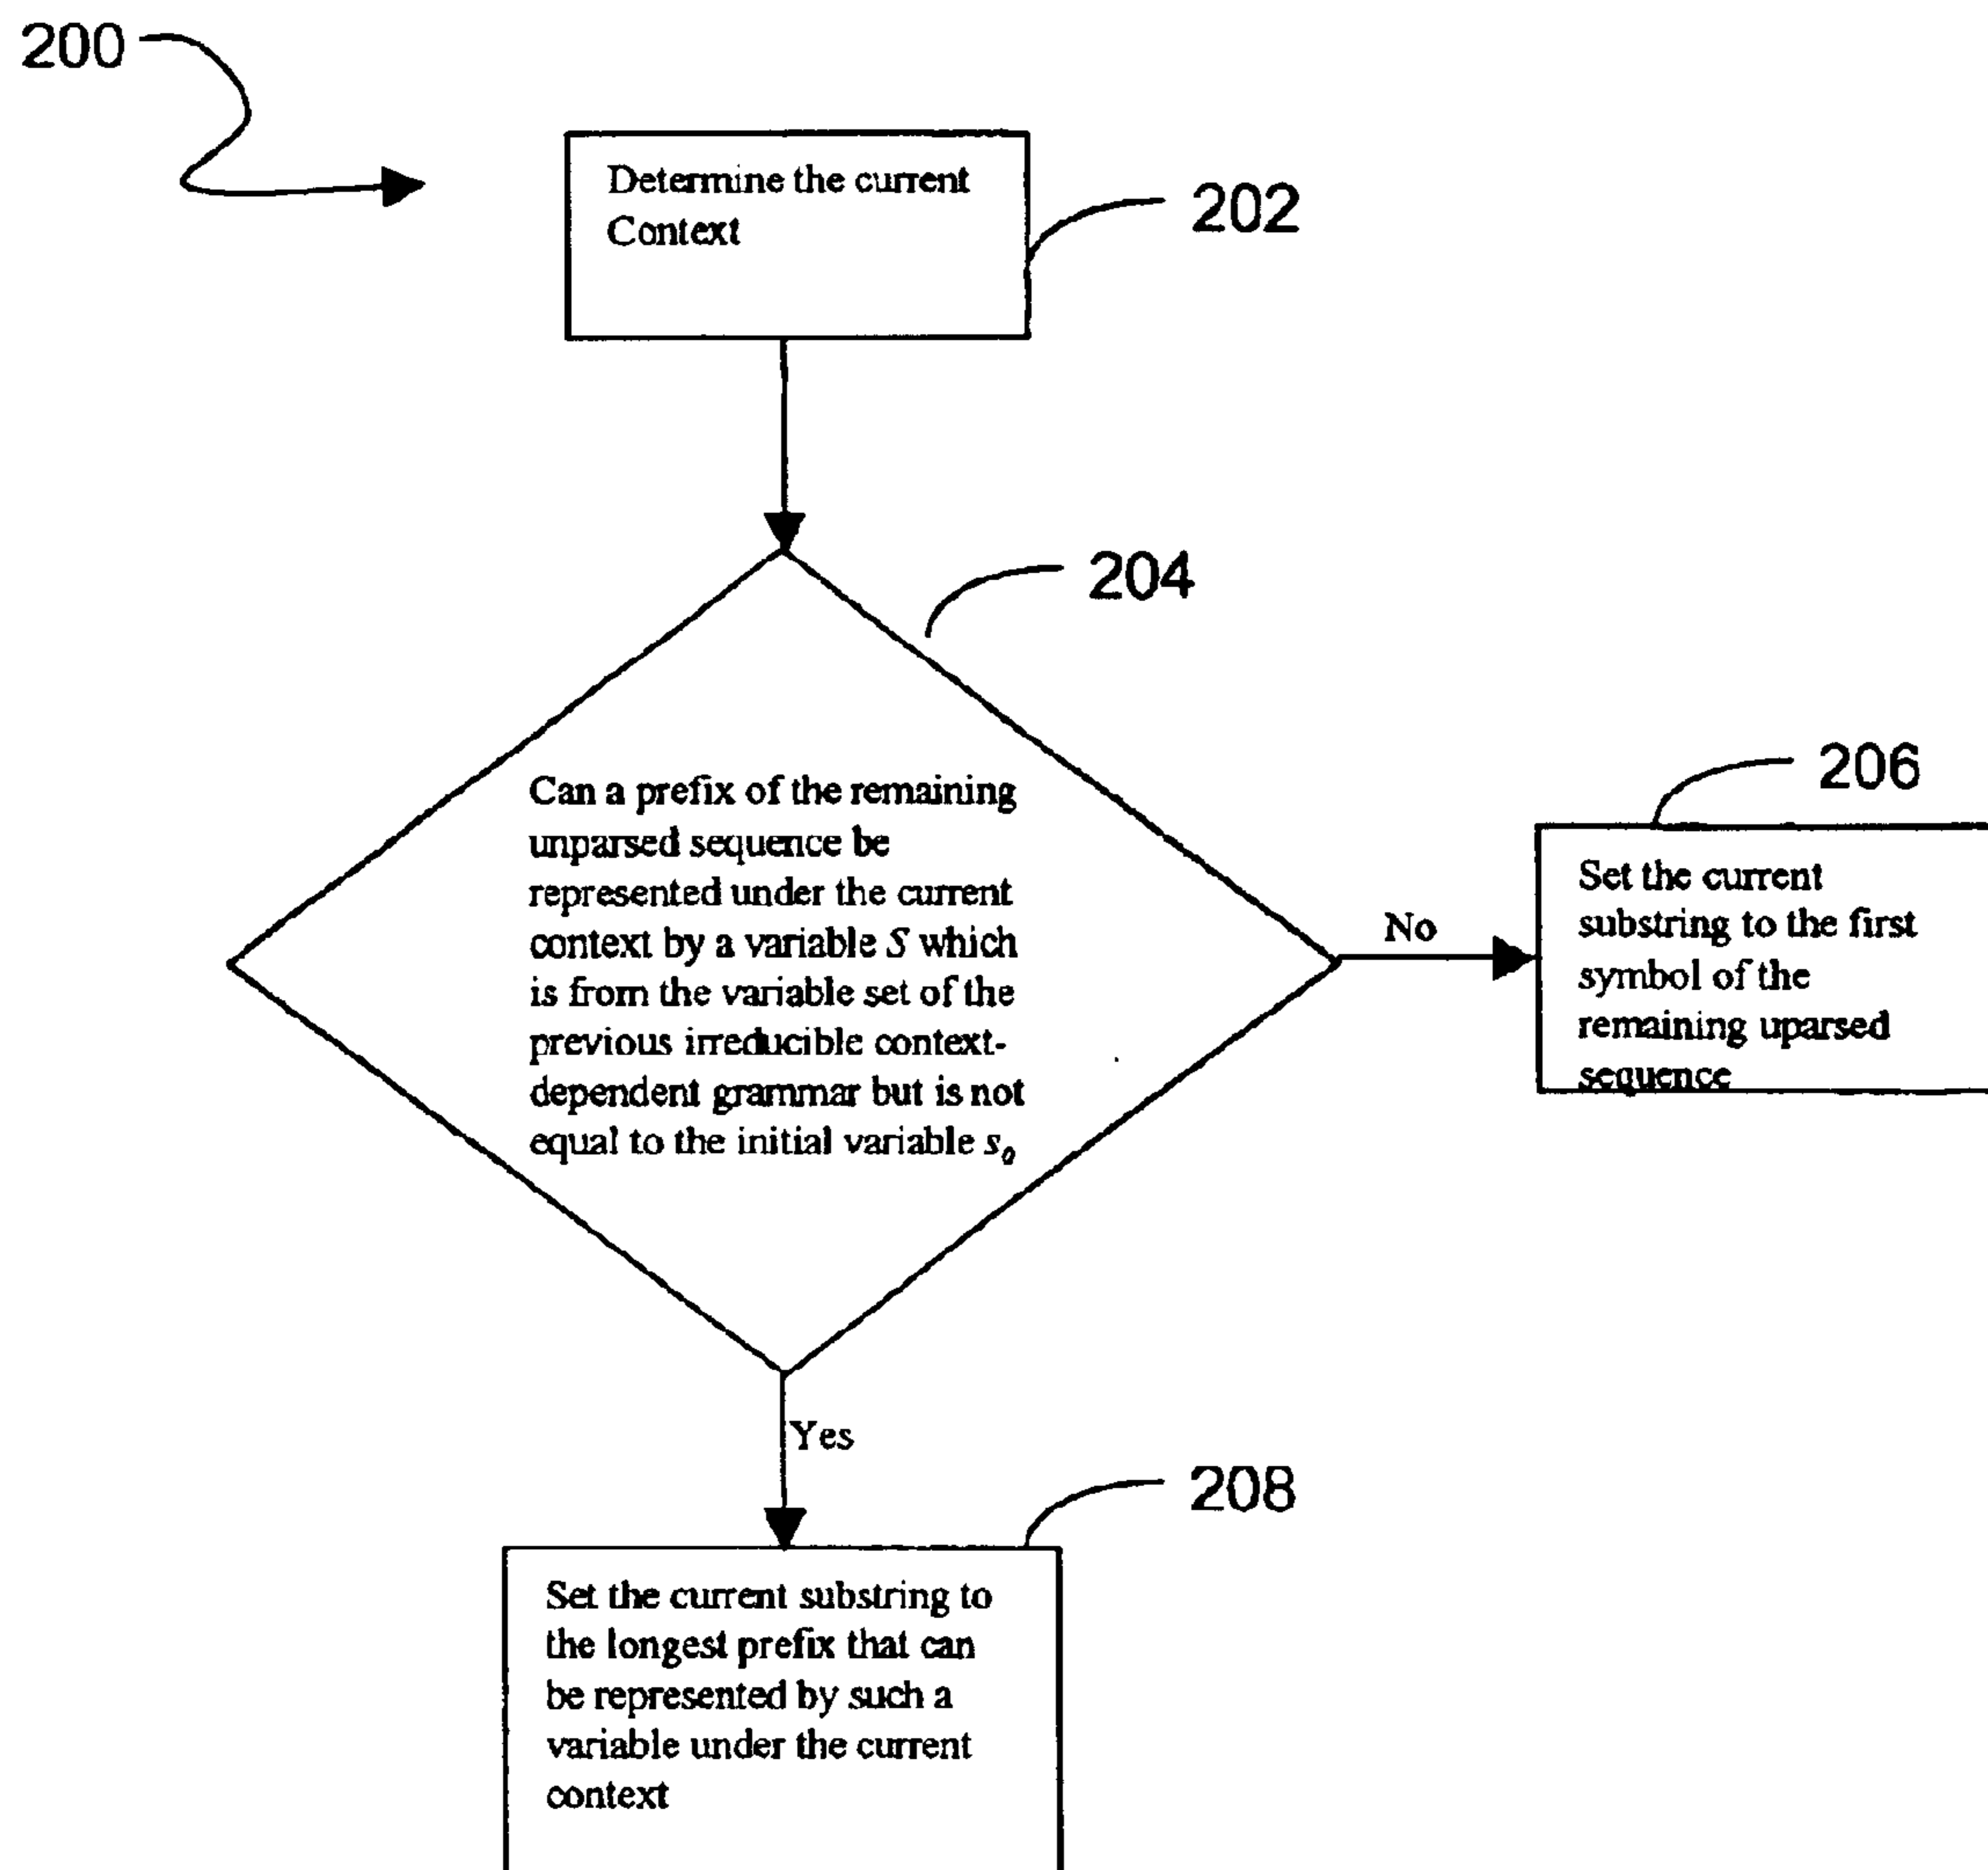 200
Determine the current
Context
202
204
Can a prefix of the remaining
unparsed sequence be
represented under the current
context by a variable S which
is from the variable set of the
previous irreducible context-
dependent grammar but is not
equal to the initial variable s₀
No
206
Set the current
substring to the first
symbol of the
remaining uparsed
sequence
Yes
208
Set the current substring to
the longest prefix that can
be represented by such a
variable under the current
context